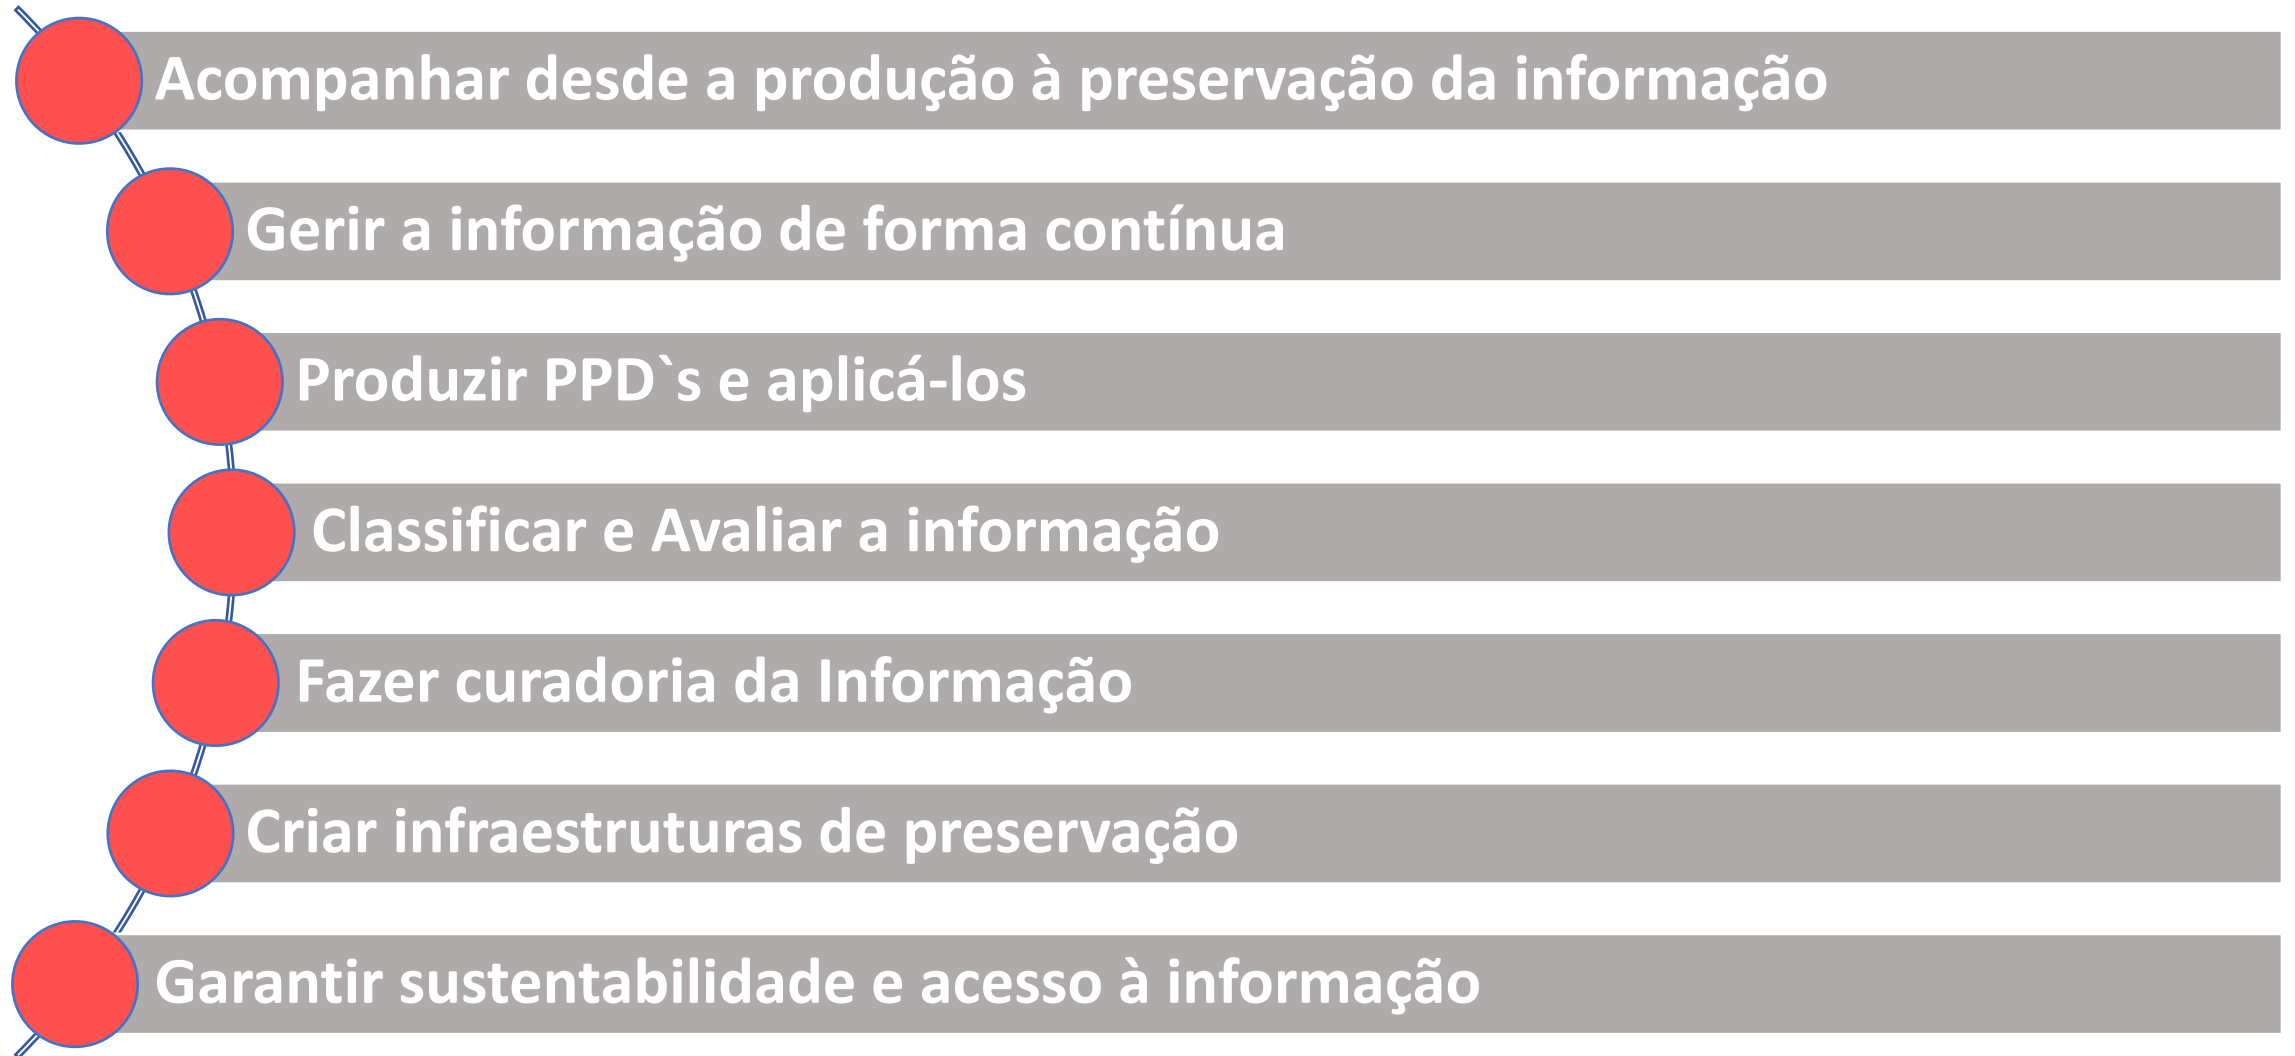 Acompanhar desde a produção à preservação da informação
Gerir a informação de forma contínua
Produzir PPD`s e aplicá-los
Classificar e Avaliar a informação
Fazer curadoria da Informação
Criar infraestruturas de preservação
Garantir sustentabilidade e acesso à informação